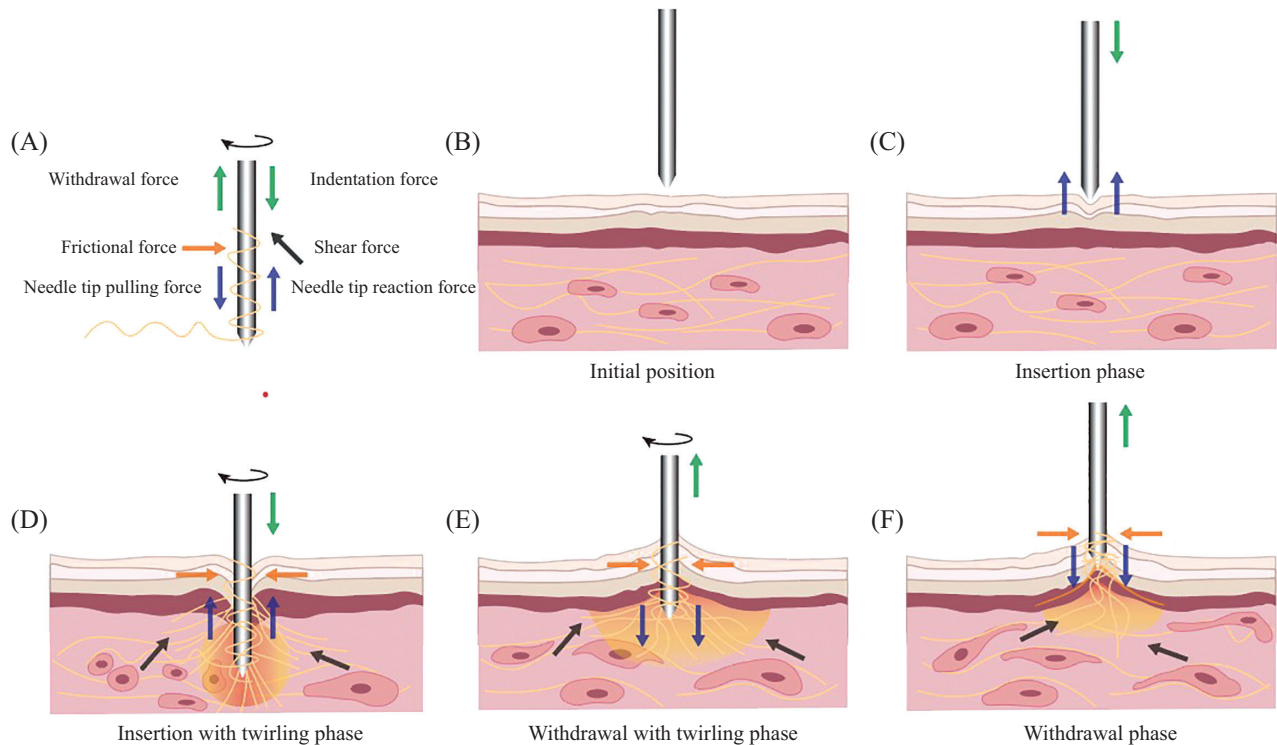 (A)
Withdrawal force
Indentation force
Frictional force
Shear force
Needle tip pulling force
Needle tip reaction force
(B)
Initial position
(C)
Insertion phase
(D)
Insertion with twirling phase
(E)
Withdrawal with twirling phase
(F)
Withdrawal phase